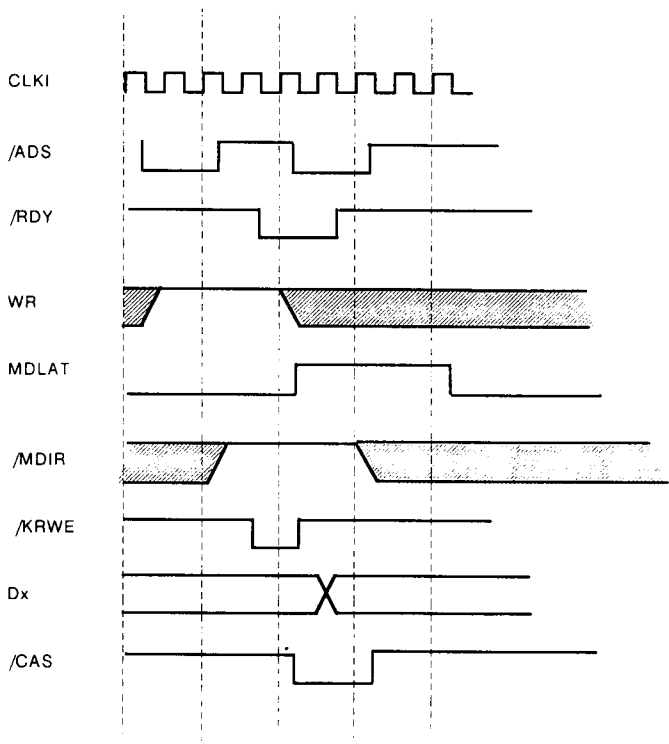 CLKI
/ADS
/RDY
WR
MDLAT
/MDIR
/KRWE
Dx
/CAS